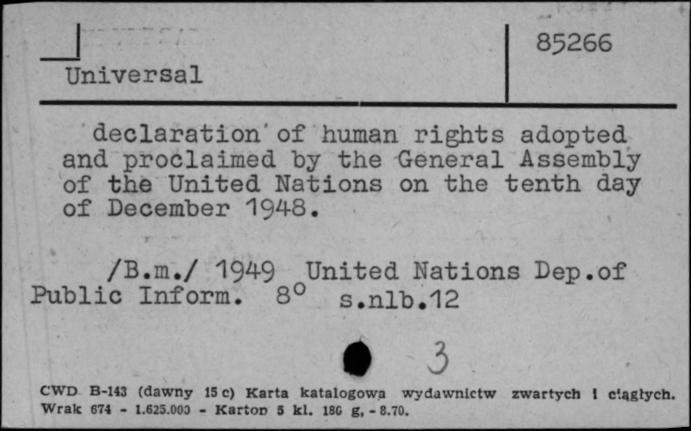 85266
Universal
declaration of human rights adopted
and proclaimed by the General Assembly
of the United Nations on the tenth day
of December 1948.
/B.m./ 1949 United Nations Dep.of
Public Inform. 8° s.nlb.12
3
CWD B-143 (dawny 15 c) Karta katalogowa wydawnictw zwartych i ciągłych.
Wrak 674 - 1.625.000 - Karton 5 kl. 180 g. - 8.70.